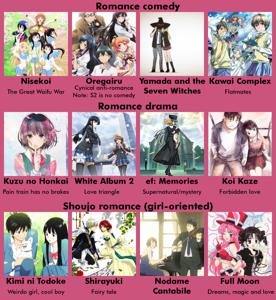 Romance comedy
Nisekoi
The Great Waifu War
Oregairu
Cynical anti-romance
Note: S2 is no comedy
Yamada and the
Seven Witches
Kawai Complex
Flatmates
Romance drama
Kuzu no Honkai
Pain train has no brakes
White Album 2
Love triangle
ef: Memories
Supernatural/mystery
Koi Kaze
Forbidden love
Shoujo romance (girl-oriented)
Kimi ni Todoke
Weirdo girl, cool boy
Shirayuki
Fairy tale
Nodame
Cantabile
Full Moon
Dreams, magic and love